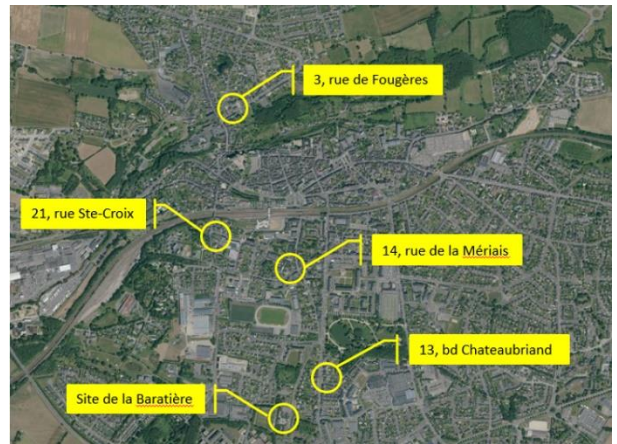 3, rue de Fougères
21, rue Ste-Croix
14, rue de la Mériais
13, bd Chateaubriand
Site de la Baratière